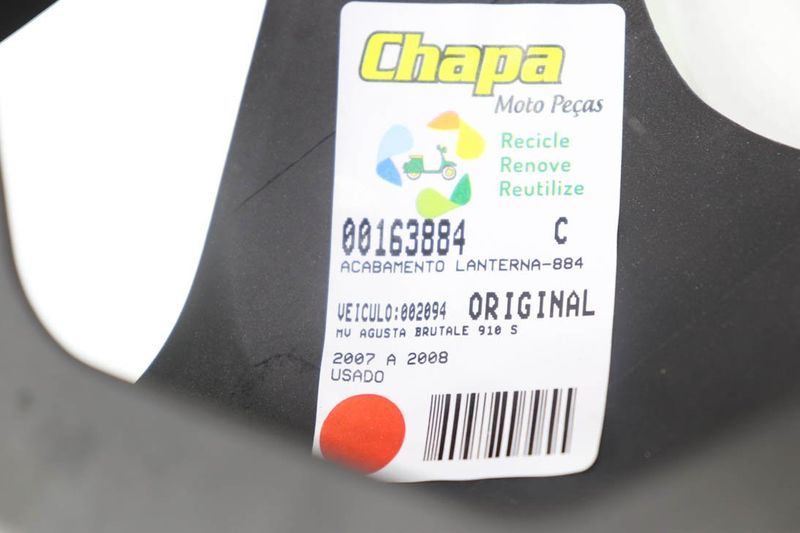 Chapa
Moto Peças
Recicle
Renove
Reutilize
00163884 C
ACABAMENTO LANTERNA-884
VEICULO:002094 ORIGINAL
MV AGUSTA BRUTALE 910 S
2007 A 2008
USADO